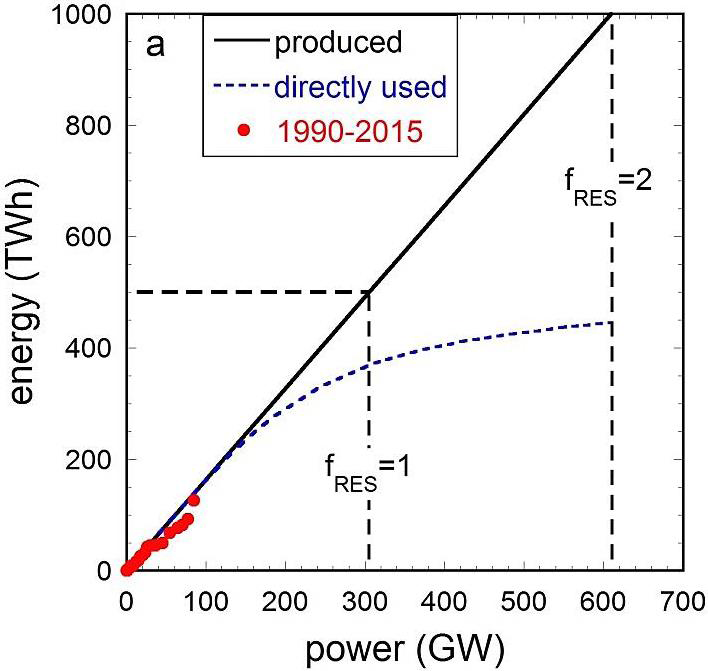 a
produced
directly used
1990-2015
energy (TWh)
1000
800
600
400
200
0
f_RES=2
f_RES=1
0 100 200 300 400 500 600 700
power (GW)